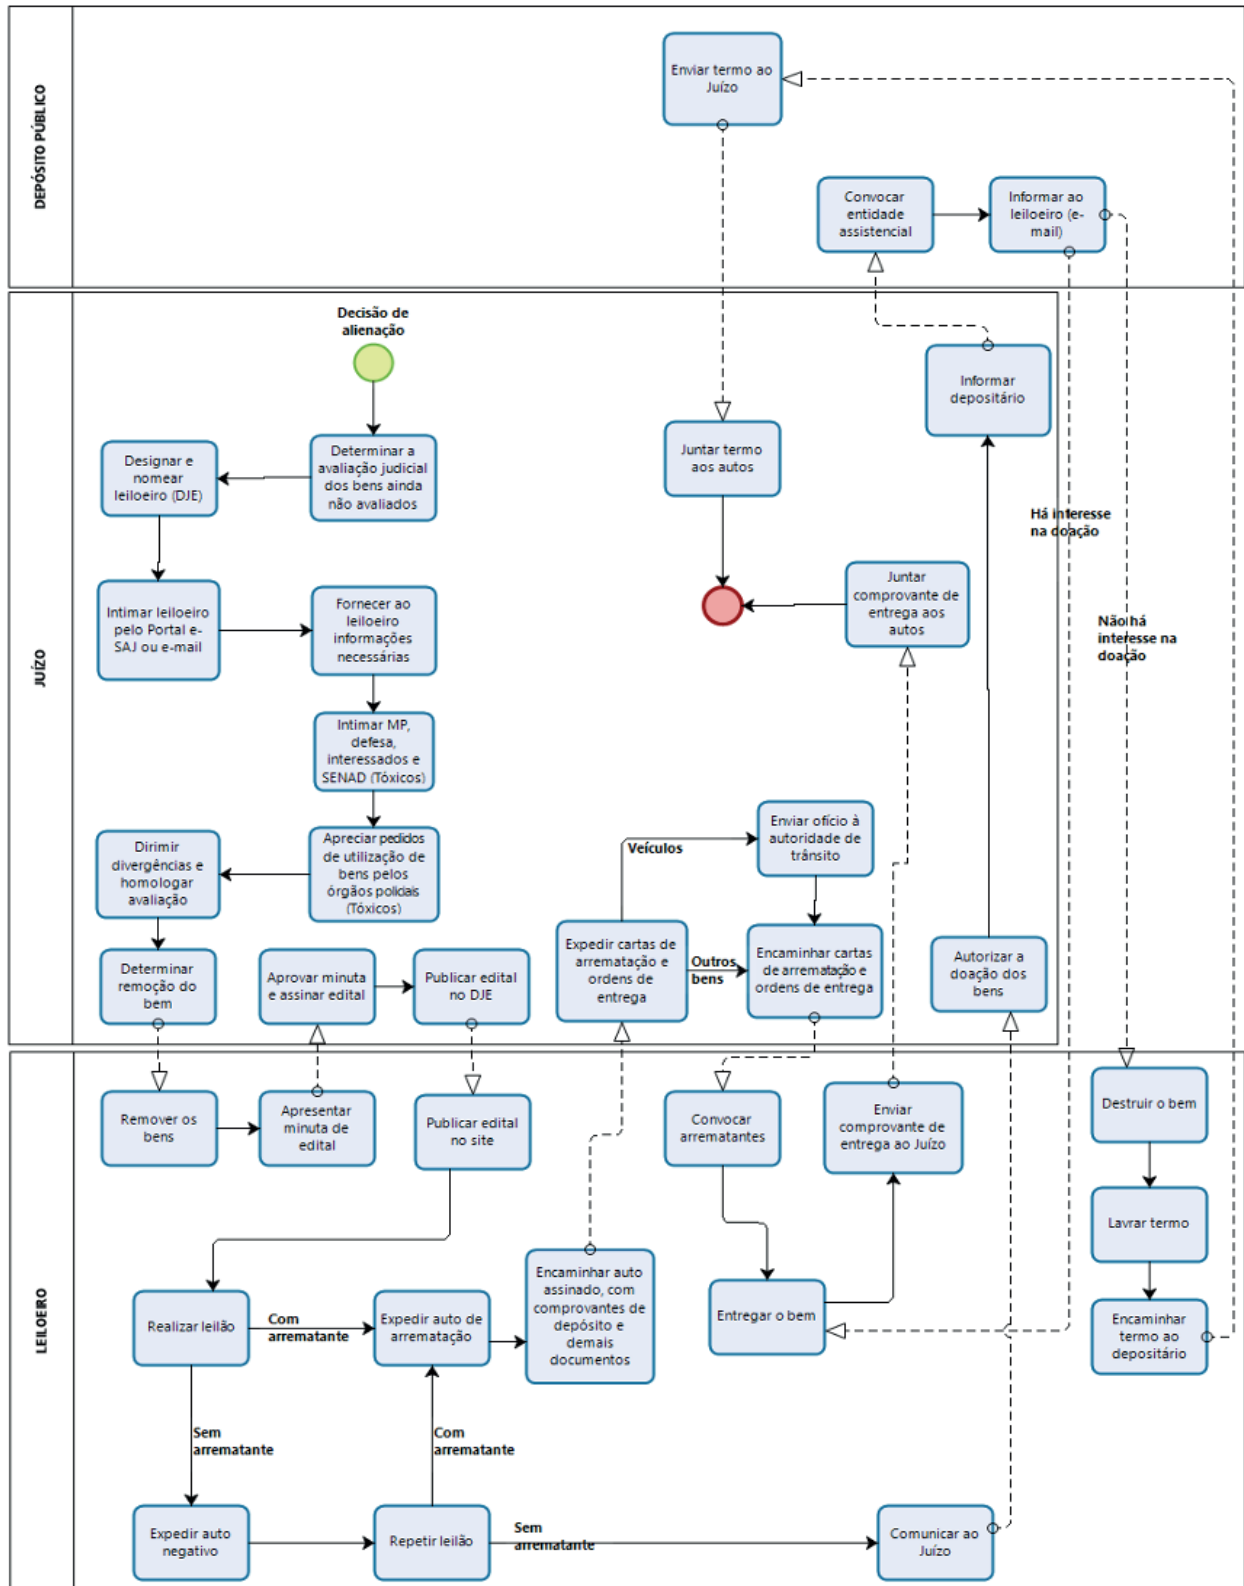 DEPÓSITO PÚBLICO
Enviar termo ao
Juízo
Convocar
entidade
assistencial
Informar ao
leiloeiro (e-
mail)
JUÍZO
Decisão de
alienação
Determinar a
avaliação judicial
dos bens ainda
não avaliados
Designar e
nomear
leiloeiro (DJE)
Intimar leiloeiro
pelo Portal e-
SAJ ou e-mail
Fornecer ao
leiloeiro
informações
necessárias
Intimar MP,
defesa,
interessados e
SENAD (Tóxicos)
Apreciar pedidos
de utilização de
bens pelos
órgãos policiais
(Tóxicos)
Dirimir
divergências e
homologar
avaliação
Determinar
remoção do
bem
Aprovar minuta
e assinar edital
Publicar edital
no DJE
Juntar termo
aos autos
Juntar
comprovante de
entrega aos
autos
Informar
depositário
Há interesse
na doação
Não há
interesse na
doação
Veículos
Enviar ofício à
autoridade de
trânsito
Expedir cartas de
arrematação e
ordens de
entrega
Outros
bens
Encaminhar cartas
de arrematação e
ordens de entrega
Autorizar a
doação dos
bens
LEILOEIRO
Remover os
bens
Apresentar
minuta de
edital
Publicar edital
no site
Convocar
arrematantes
Enviar
comprovante de
entrega ao Juízo
Destruir o bem
Lavrar termo
Encaminhar
termo ao
depositário
Realizar leilão
Com
arrematante
Expedir auto de
arrematação
Encaminhar auto
assinado, com
comprovantes de
depósito e
demais
documentos
Entregar o bem
Sem
arrematante
Com
arrematante
Expedir auto
negativo
Repetir leilão
Sem
arrematante
Comunicar ao
Juízo